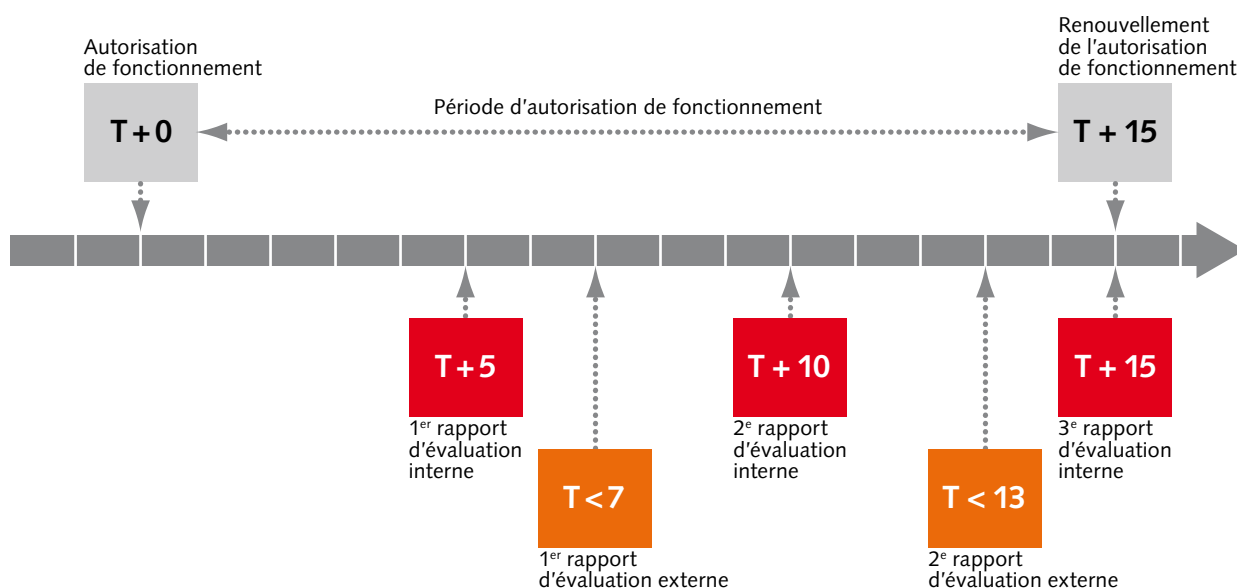 Autorisation
de fonctionnement
T + 0
Période d'autorisation de fonctionnement
Renouvellement
de l'autorisation
de fonctionnement
T + 15
T + 5
1er rapport
d'évaluation
interne
T < 7
1er rapport
d'évaluation externe
T + 10
2e rapport
d'évaluation
interne
T < 13
2e rapport
d'évaluation externe
T + 15
3e rapport
d'évaluation
interne